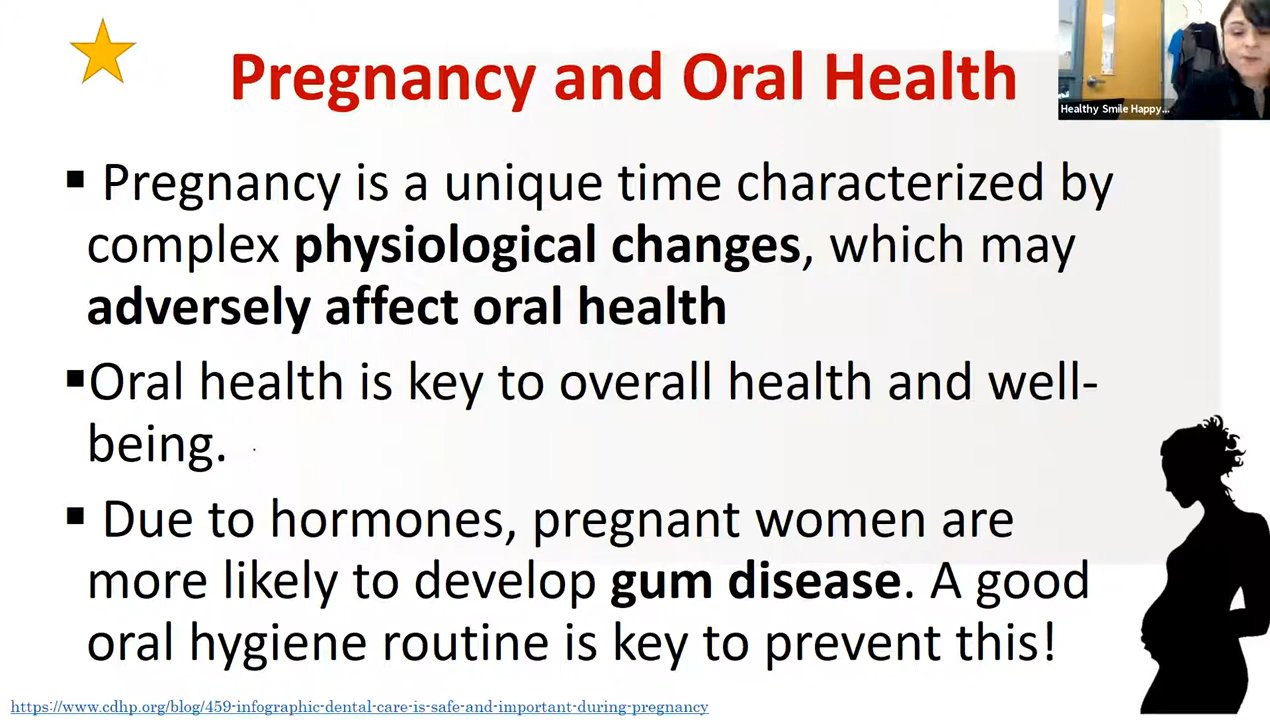 Pregnancy and Oral Health
Healthy Smile Happy...
▪ Pregnancy is a unique time characterized by
complex physiological changes, which may
adversely affect oral health
▪Oral health is key to overall health and well-
being.
▪ Due to hormones, pregnant women are
more likely to develop gum disease. A good
oral hygiene routine is key to prevent this!
https://www.cdhp.org/blog/459-infographic-dental-care-is-safe-and-important-during-pregnancy